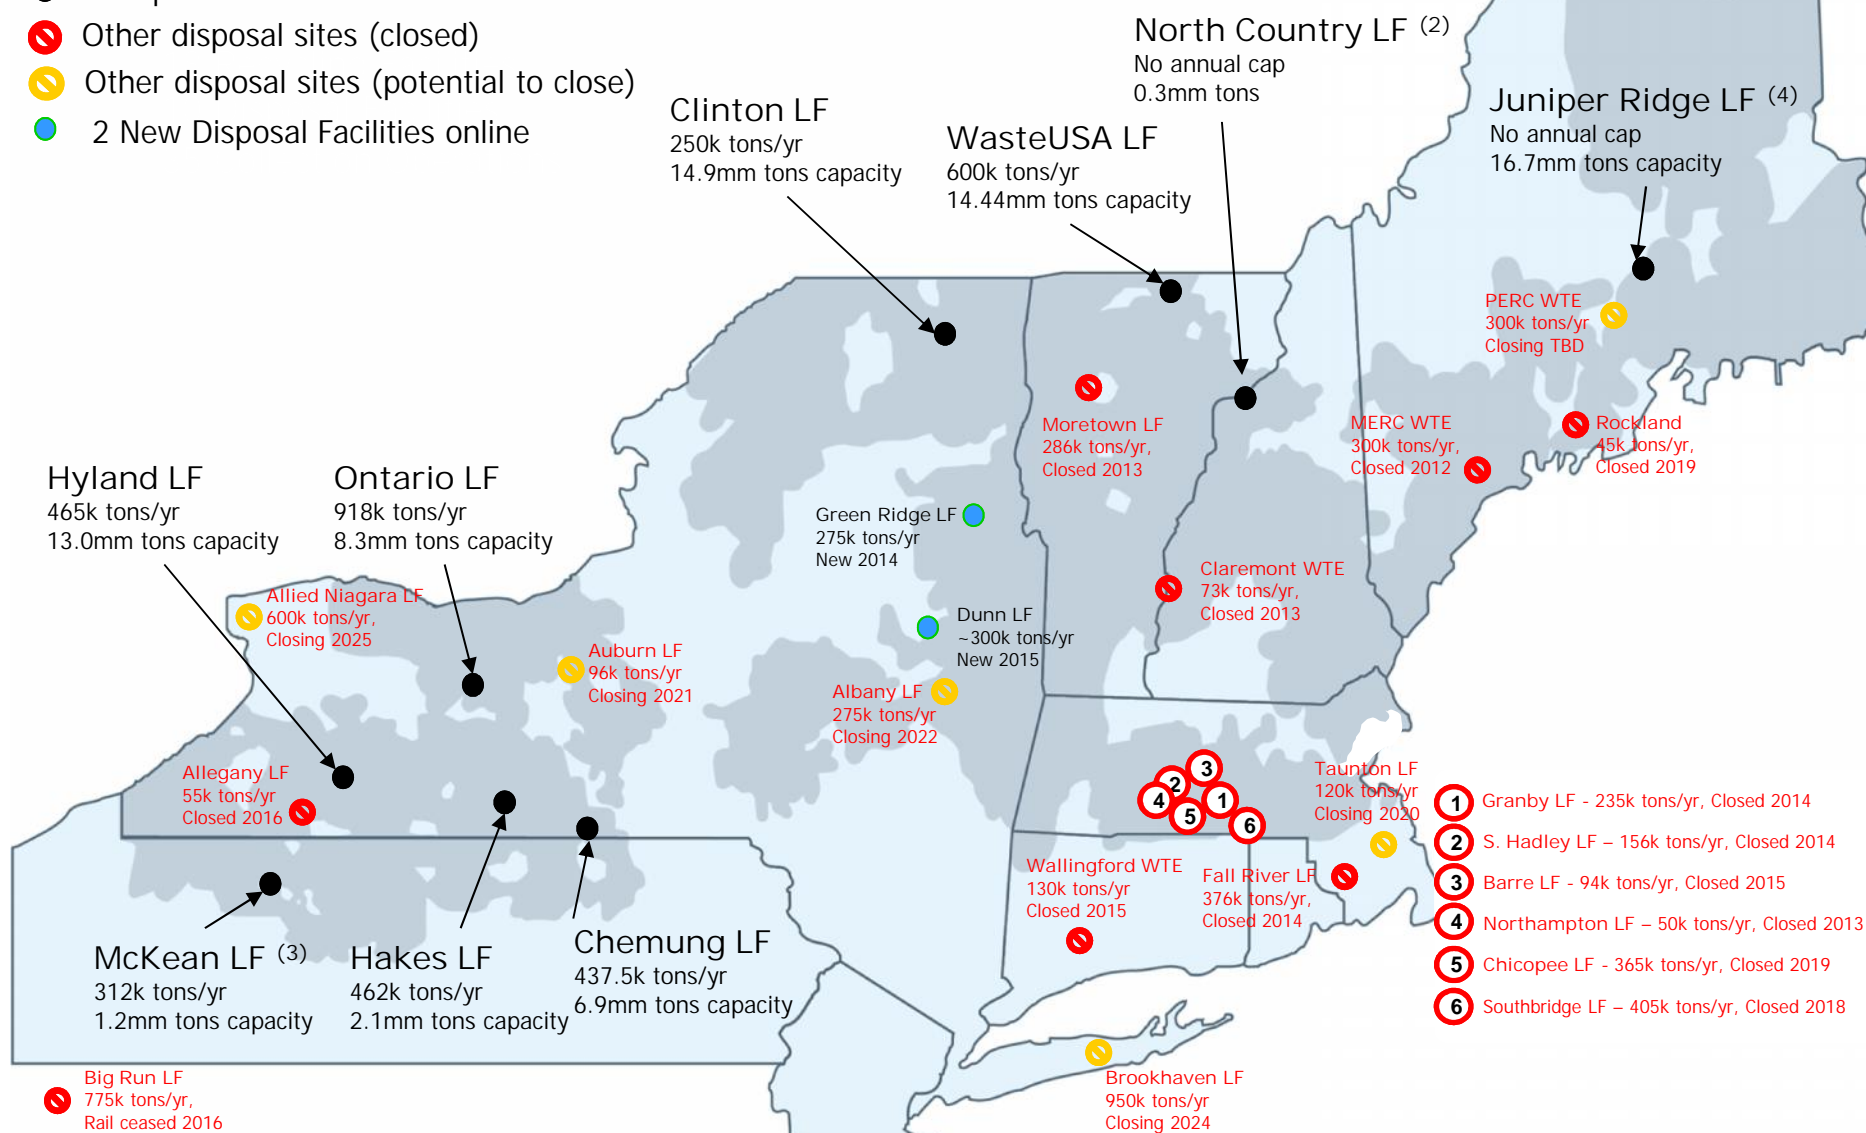 Other disposal sites (closed)
Other disposal sites (potential to close)
2 New Disposal Facilities online
North Country LF (2)
No annual cap
0.3mm tons
Juniper Ridge LF (4)
No annual cap
16.7mm tons capacity
Clinton LF
250k tons/yr
14.9mm tons capacity
WasteUSA LF
600k tons/yr
14.44mm tons capacity
PERC WTE
300k tons/yr
Closing TBD
Moretown LF
286k tons/yr,
Closed 2013
MERC WTE
300k tons/yr,
Closed 2012
Rockland
45k tons/yr,
Closed 2019
Hyland LF
465k tons/yr
13.0mm tons capacity
Ontario LF
918k tons/yr
8.3mm tons capacity
Green Ridge LF
275k tons/yr
New 2014
Claremont WTE
73k tons/yr,
Closed 2013
Allied Niagara LF
600k tons/yr,
Closing 2025
Dunn LF
~300k tons/yr
New 2015
Auburn LF
96k tons/yr
Closing 2021
Albany LF
275k tons/yr
Closing 2022
Allegany LF
55k tons/yr
Closed 2016
3
2
4
1
5
6
Taunton LF
120k tons/yr
Closing 2020
1 Granby LF - 235k tons/yr, Closed 2014
2 S. Hadley LF – 156k tons/yr, Closed 2014
3 Barre LF - 94k tons/yr, Closed 2015
4 Northampton LF – 50k tons/yr, Closed 2013
5 Chicopee LF - 365k tons/yr, Closed 2019
6 Southbridge LF – 405k tons/yr, Closed 2018
Wallingford WTE
130k tons/yr
Closed 2015
Fall River LF
376k tons/yr,
Closed 2014
McKean LF (3)
312k tons/yr
1.2mm tons capacity
Hakes LF
462k tons/yr
2.1mm tons capacity
Chemung LF
437.5k tons/yr
6.9mm tons capacity
Big Run LF
775k tons/yr,
Rail ceased 2016
Brookhaven LF
950k tons/yr
Closing 2024